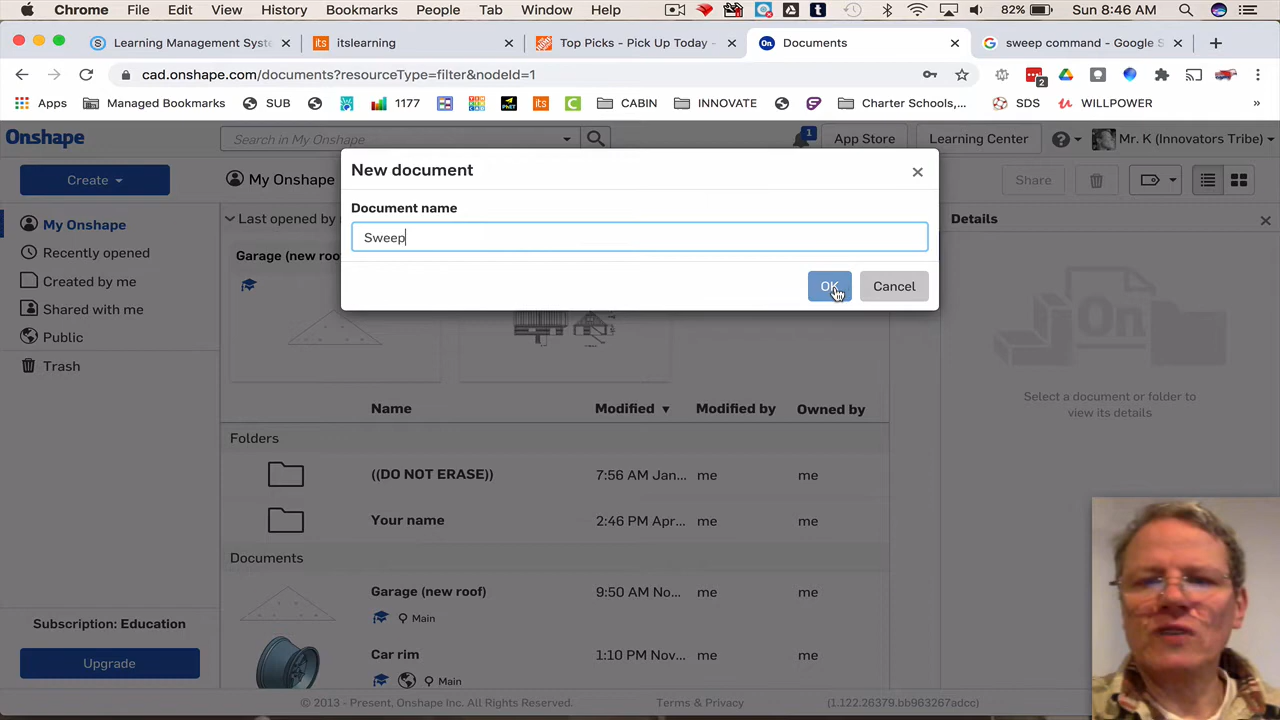 Chrome File Edit View History Bookmarks People Tab Window Help 82% Sun 8:46 AM
Learning Management Syste × itslearning × Top Picks - Pick Up Today - × Documents × sweep command - Google S × +
cad.onshape.com/documents?resourceType=filter&nodeId=1
Apps Managed Bookmarks SUB 1177 CABIN INNOVATE Charter Schools,... SDS WILLPOWER »
Onshape Search in My Onshape 1 App Store Learning Center Mr. K (Innovators Tribe)
Create My Onshape Share
New document ×
Document name
Sweep
OK Cancel
My Onshape
Recently opened
Created by me
Shared with me
Public
Trash
Last opened by
Garage (new roof
Details ×
Select a document or folder to
view its details
Name Modified ▼ Modified by Owned by
Folders
((DO NOT ERASE)) 7:56 AM Jan... me me
Your name 2:46 PM Apr... me me
Documents
Garage (new roof) 9:50 AM No... me me
Main
Car rim 1:10 PM Nov... me me
Main
Subscription: Education
Upgrade
© 2013 - Present, Onshape Inc. All Rights Reserved. Terms & Privacy (1.122.26379.bb963267adcc)